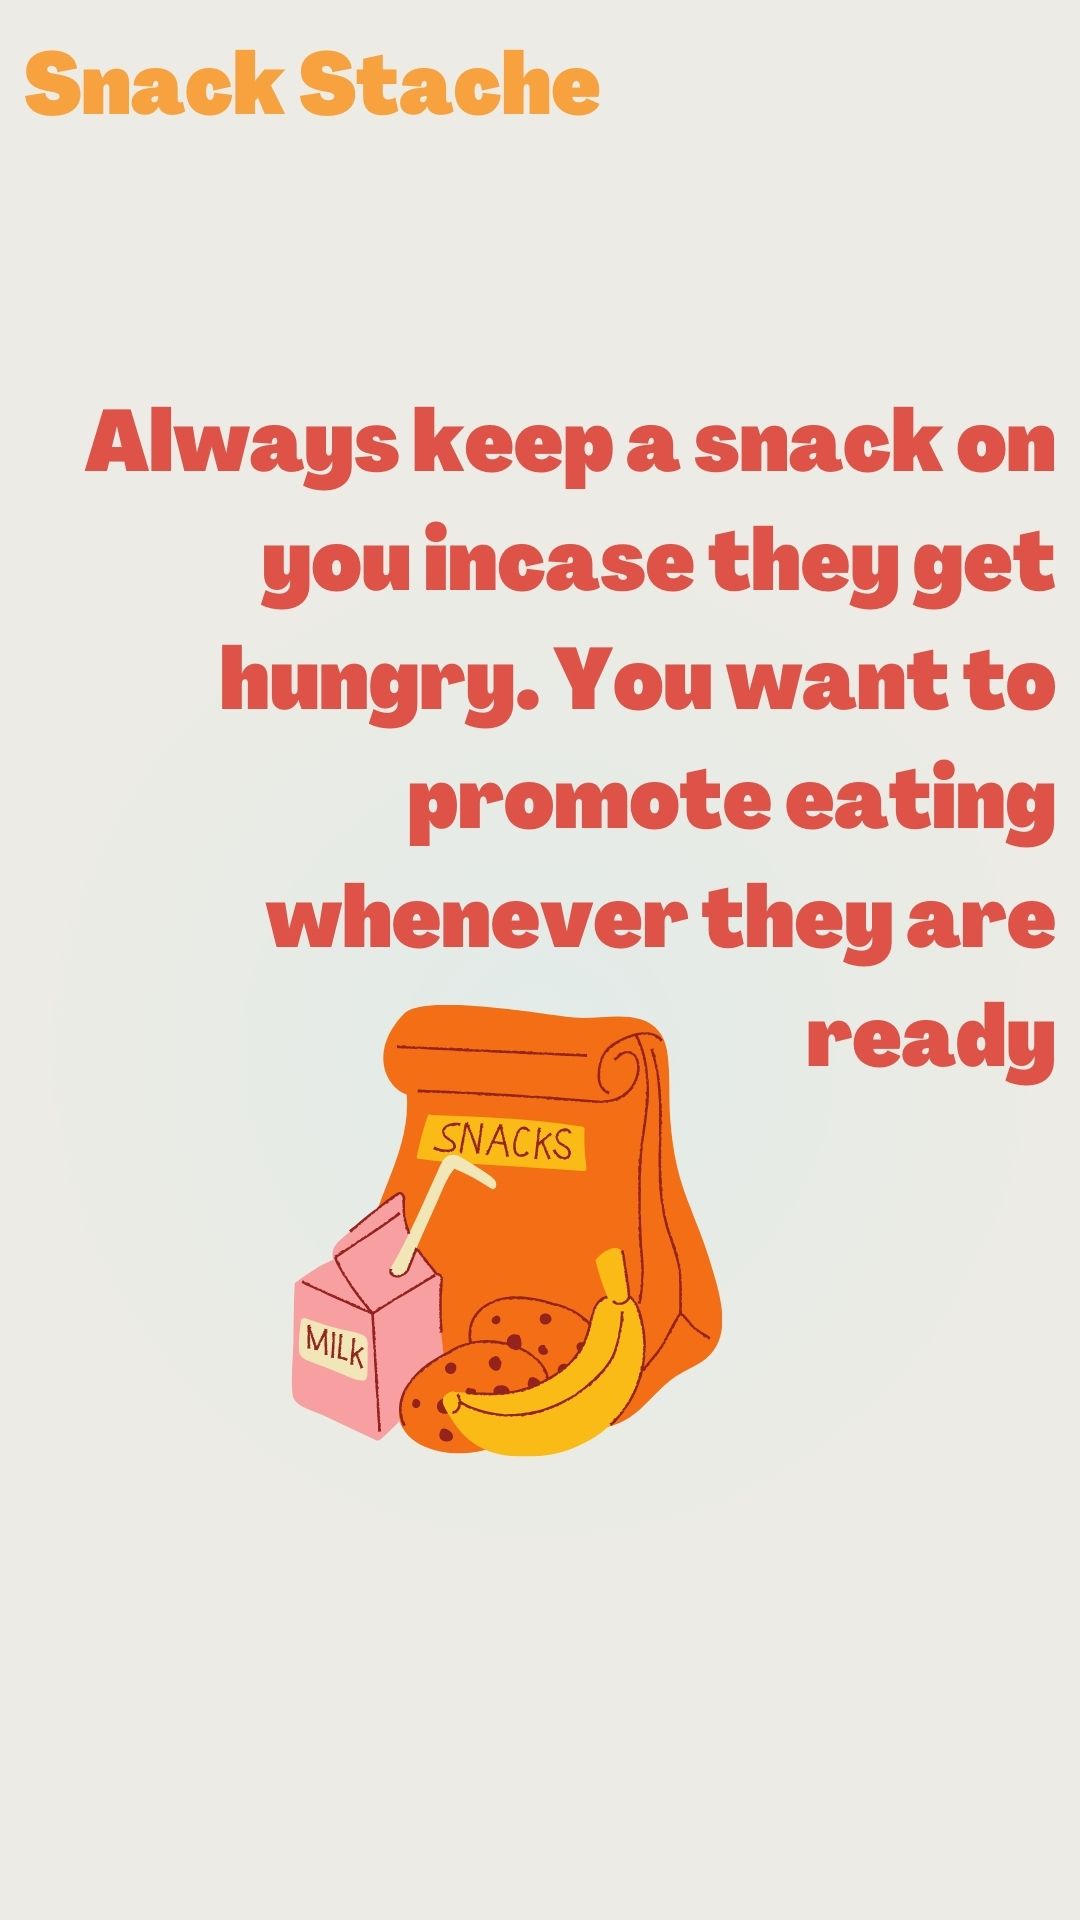 Snack Stache
Always keep a snack on
you incase they get
hungry. You want to
promote eating
whenever they are
ready
SNACKS
MILK